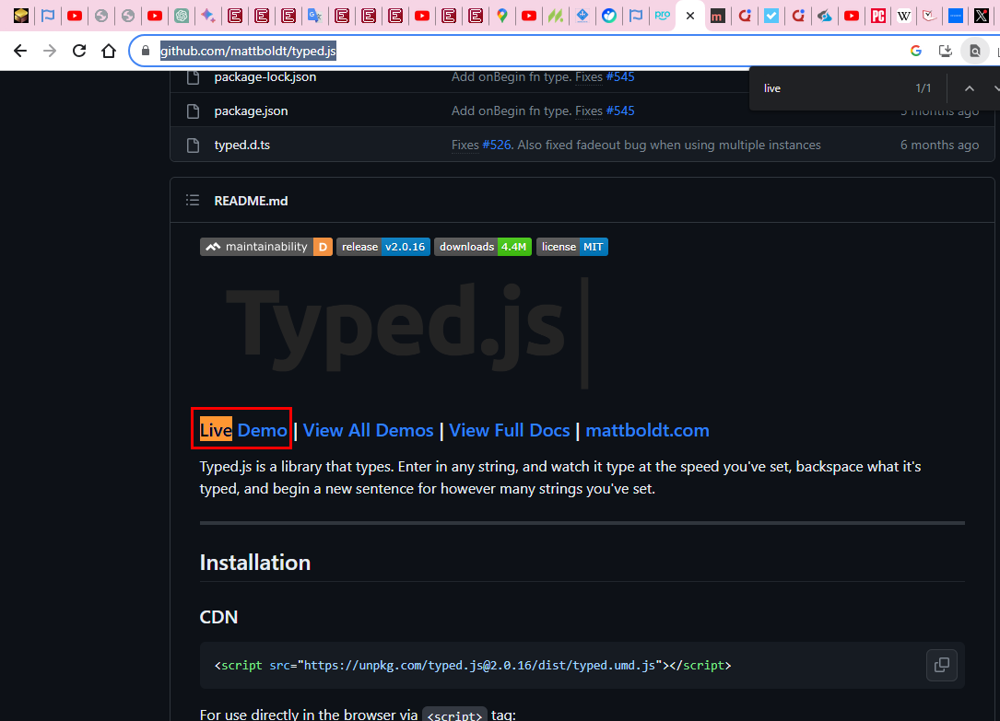 pro
PC
W
github.com/mattboldt/typed.js
live 1/1
package-lock.json Add onBegin fn type. Fixes #545
package.json Add onBegin fn type. Fixes #545 5 months ago
typed.d.ts Fixes #526. Also fixed fadeout bug when using multiple instances 6 months ago
README.md
maintainability D release v2.0.16 downloads 4.4M license MIT
Typed.js|
Live Demo | View All Demos | View Full Docs | mattboldt.com
Typed.js is a library that types. Enter in any string, and watch it type at the speed you've set, backspace what it's
typed, and begin a new sentence for however many strings you've set.
Installation
CDN
<script src="https://unpkg.com/typed.js@2.0.16/dist/typed.umd.js"></script>
For use directly in the browser via <script> tag: